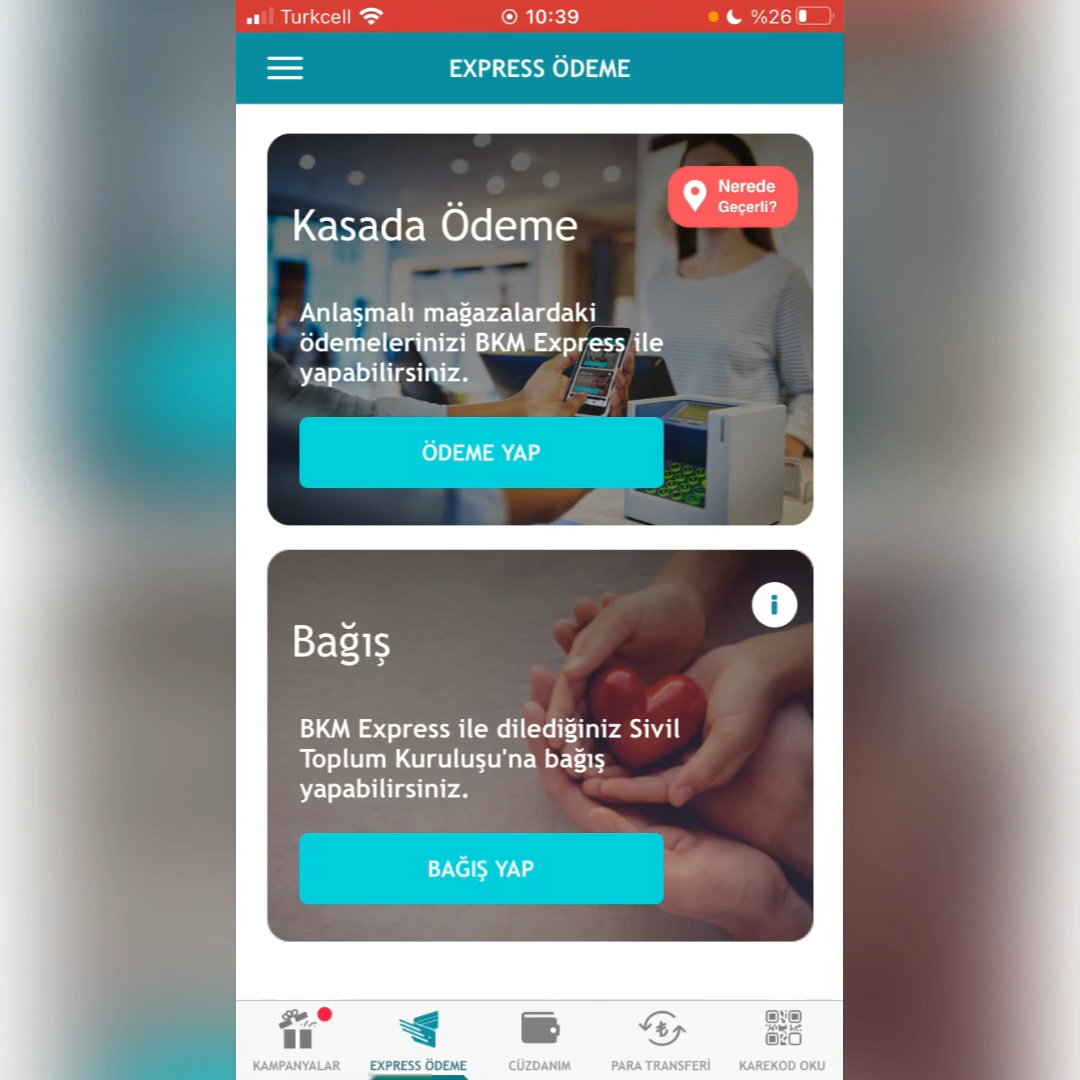 Turkcell 10:39 %26
EXPRESS ÖDEME
Nerede
Geçerli?
Kasada Ödeme
Anlaşmalı mağazalardaki
ödemelerinizi BKM Express ile
yapabilirsiniz.
ÖDEME YAP
i
Bağış
BKM Express ile dilediğiniz Sivil
Toplum Kuruluşu'na bağış
yapabilirsiniz.
BAĞIŞ YAP
KAMPANYALAR EXPRESS ÖDEME CÜZDANIM PARA TRANSFERİ KAREKOD OKU